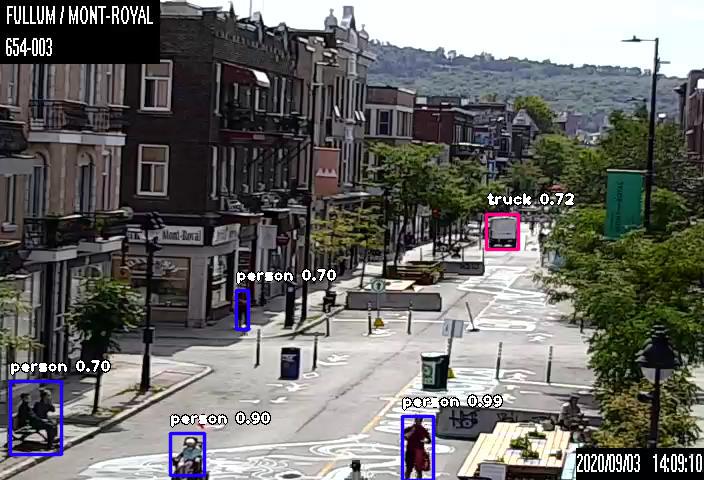 FULLUM / MONT-ROYAL
654-003
truck 0.72
Mont-Royal
person 0.70
person 0.70
person 0.90
person 0.99
2020/09/03 14:09:10